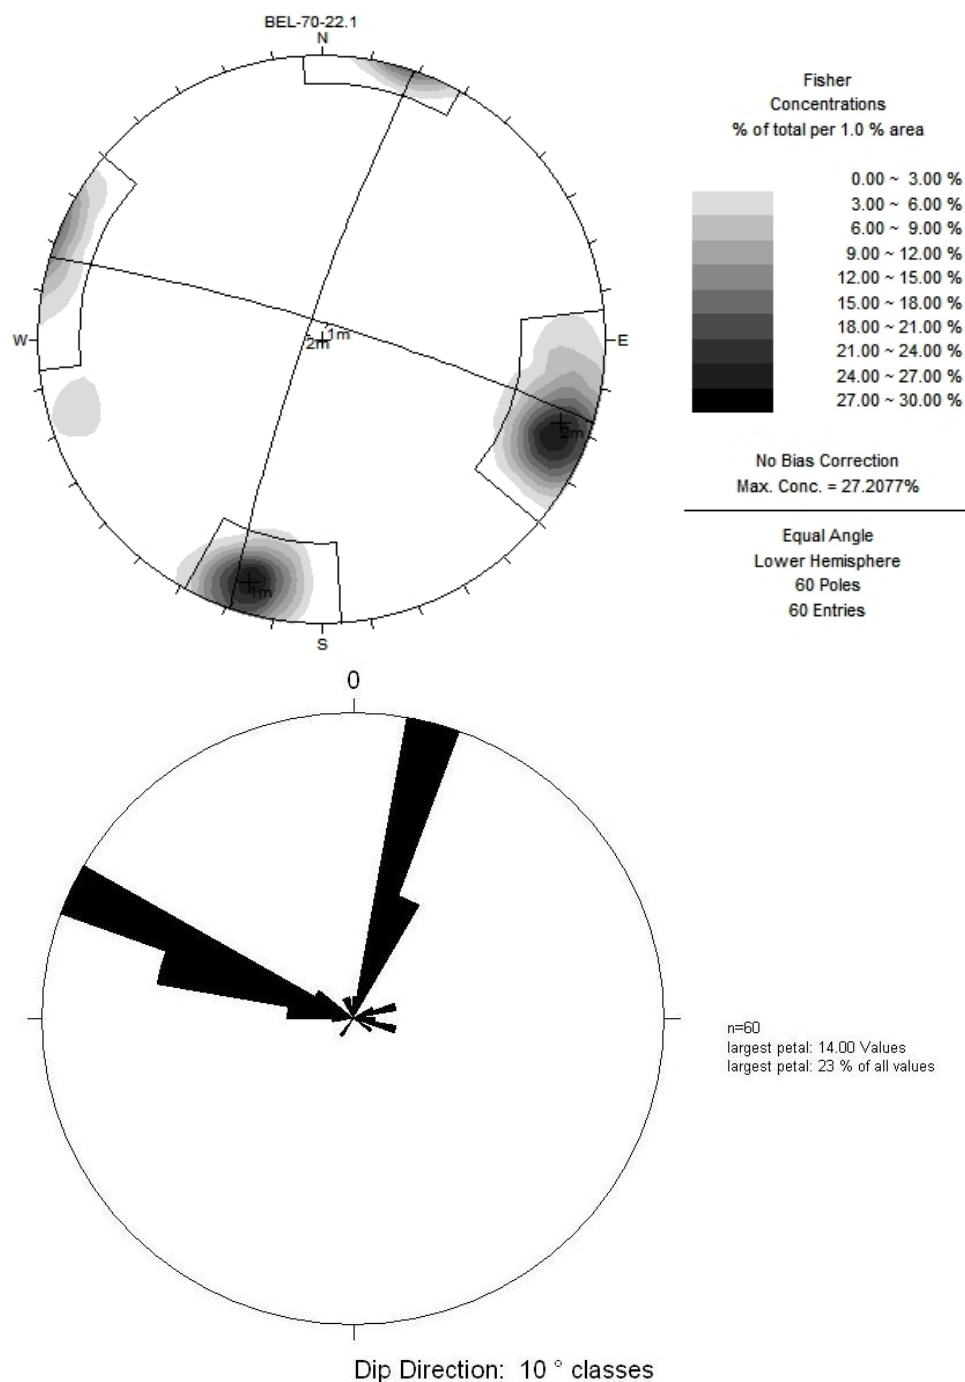 BEL-70-22.1
N
Fisher
Concentrations
% of total per 1.0 % area
0.00 ~ 3.00 %
3.00 ~ 6.00 %
6.00 ~ 9.00 %
9.00 ~ 12.00 %
12.00 ~ 15.00 %
15.00 ~ 18.00 %
18.00 ~ 21.00 %
21.00 ~ 24.00 %
24.00 ~ 27.00 %
27.00 ~ 30.00 %
W
1m
2m
E
2m
1m
S
No Bias Correction
Max. Conc. = 27.2077%
Equal Angle
Lower Hemisphere
60 Poles
60 Entries
0
n=60
largest petal: 14.00 Values
largest petal: 23 % of all values
Dip Direction: 10 ° classes